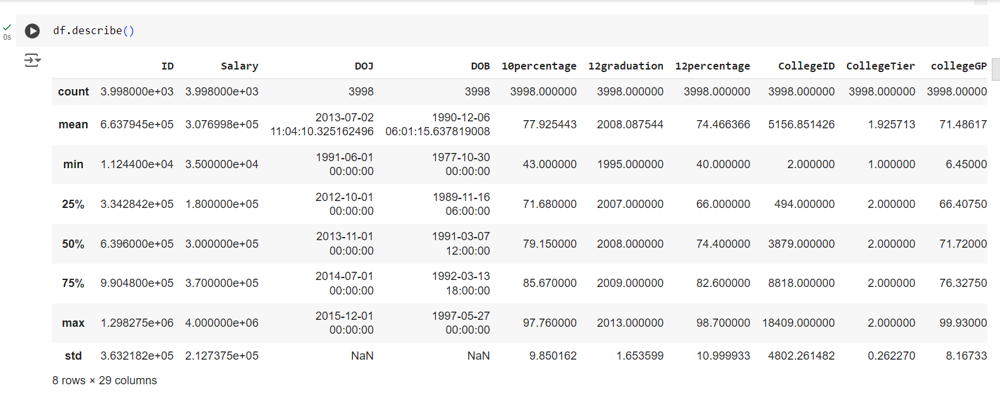 df.describe()
0s
ID Salary DOJ DOB 10percentage 12graduation 12percentage CollegeID CollegeTier collegeGP
count 3.998000e+03 3.998000e+03 3998 3998 3998.000000 3998.000000 3998.000000 3998.000000 3998.000000 3998.00000
mean 6.637945e+05 3.076998e+05 2013-07-02 11:04:10.325162496 1990-12-06 06:01:15.637819008 77.925443 2008.087544 74.466366 5156.851426 1.925713 71.48617
min 1.124400e+04 3.500000e+04 1991-06-01 00:00:00 1977-10-30 00:00:00 43.000000 1995.000000 40.000000 2.000000 1.000000 6.45000
25% 3.342842e+05 1.800000e+05 2012-10-01 00:00:00 1989-11-16 06:00:00 71.680000 2007.000000 66.000000 494.000000 2.000000 66.40750
50% 6.396000e+05 3.000000e+05 2013-11-01 00:00:00 1991-03-07 12:00:00 79.150000 2008.000000 74.400000 3879.000000 2.000000 71.72000
75% 9.904800e+05 3.700000e+05 2014-07-01 00:00:00 1992-03-13 18:00:00 85.670000 2009.000000 82.600000 8818.000000 2.000000 76.32750
max 1.298275e+06 4.000000e+06 2015-12-01 00:00:00 1997-05-27 00:00:00 97.760000 2013.000000 98.700000 18409.000000 2.000000 99.93000
std 3.632182e+05 2.127375e+05 NaN NaN 9.850162 1.653599 10.999933 4802.261482 0.262270 8.16733
8 rows × 29 columns